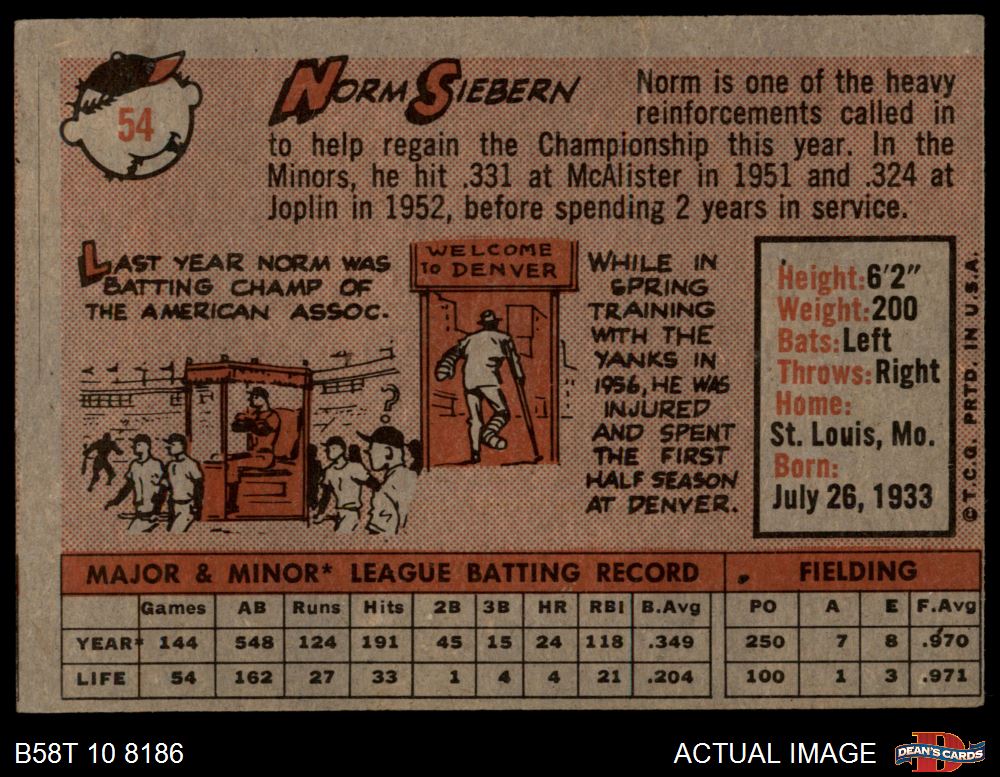 54
NORM SIEBERN
Norm is one of the heavy
reinforcements called in
to help regain the Championship this year. In the
Minors, he hit .331 at McAlister in 1951 and .324 at
Joplin in 1952, before spending 2 years in service.
LAST YEAR NORM WAS
BATTING CHAMP OF
THE AMERICAN ASSOC.
?
WELCOME
TO DENVER
WHILE IN
SPRING
TRAINING
WITH THE
YANKS IN
1956, HE WAS
INJURED
AND SPENT
THE FIRST
HALF SEASON
AT DENVER.
Height: 6'2"
Weight: 200
Bats: Left
Throws: Right
Home:
St. Louis, Mo.
Born:
July 26, 1933
©T.C.G. PRTD. IN U.S.A.
MAJOR & MINOR* LEAGUE BATTING RECORD FIELDING
Games AB Runs Hits 2B 3B HR RBI B.Avg PO A E F.Avg
YEAR* 144 548 124 191 45 15 24 118 .349 250 7 8 .970
LIFE 54 162 27 33 1 4 4 21 .204 100 1 3 .971
B58T 10 8186
ACTUAL IMAGE
D
DEAN'S CARDS